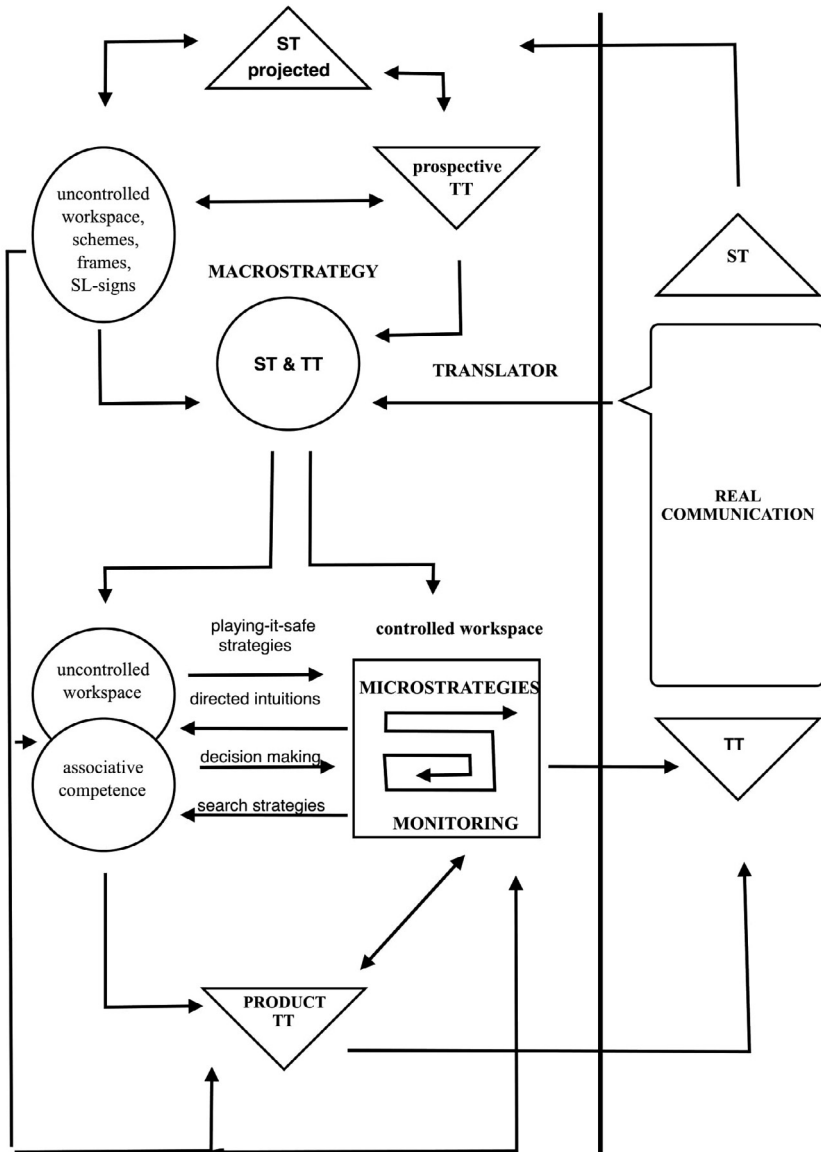 ST
projected
prospective
TT
uncontrolled
workspace,
schemes,
frames,
SL-signs
ST
MACROSTRATEGY
ST & TT
TRANSLATOR
REAL
COMMUNICATION
playing-it-safe
strategies
controlled workspace
uncontrolled
workspace
directed intuitions
MICROSTRATEGIES
decision making
associative
competence
search strategies
MONITORING
TT
PRODUCT
TT